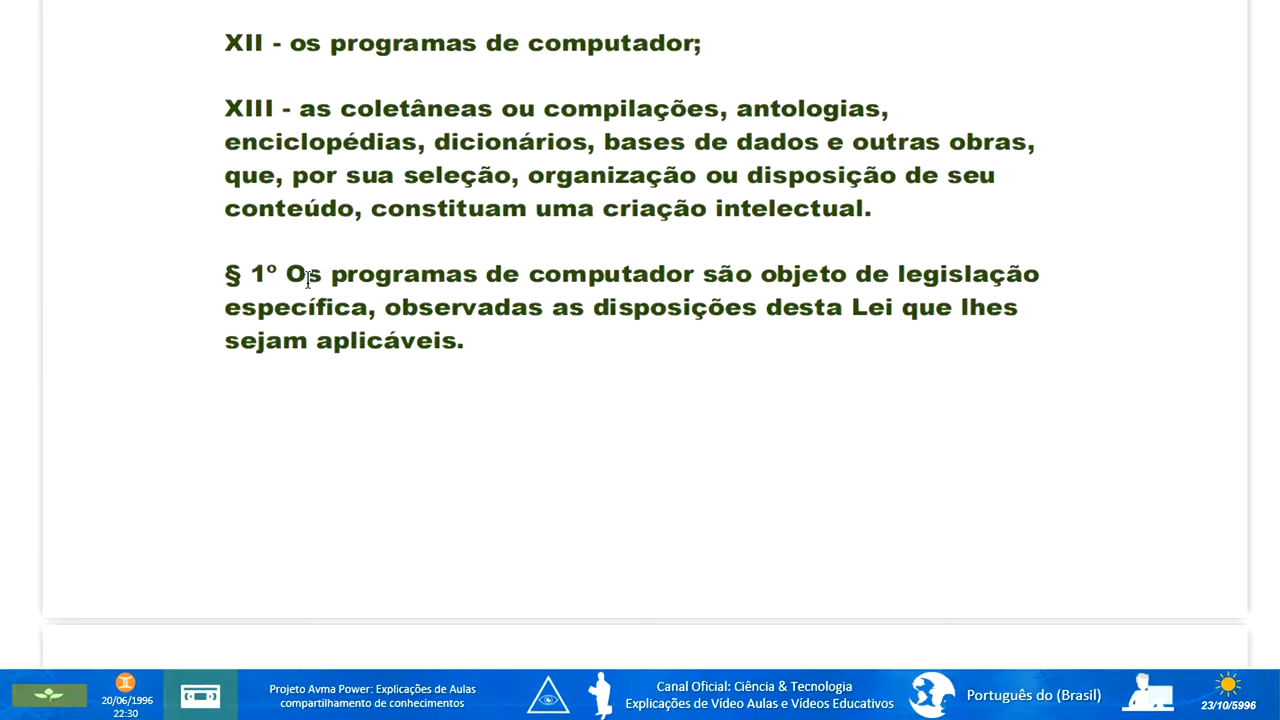 XII - os programas de computador;
XIII - as coletâneas ou compilações, antologias,
enciclopédias, dicionários, bases de dados e outras obras,
que, por sua seleção, organização ou disposição de seu
conteúdo, constituam uma criação intelectual.
§ 1º Os programas de computador são objeto de legislação
específica, observadas as disposições desta Lei que lhes
sejam aplicáveis.
20/06/1996
22:30
Projeto Avma Power: Explicações de Aulas
compartilhamento de conhecimentos
Canal Oficial: Ciência & Tecnologia
Explicações de Vídeo Aulas e Vídeos Educativos
Português do (Brasil)
23/10/5996